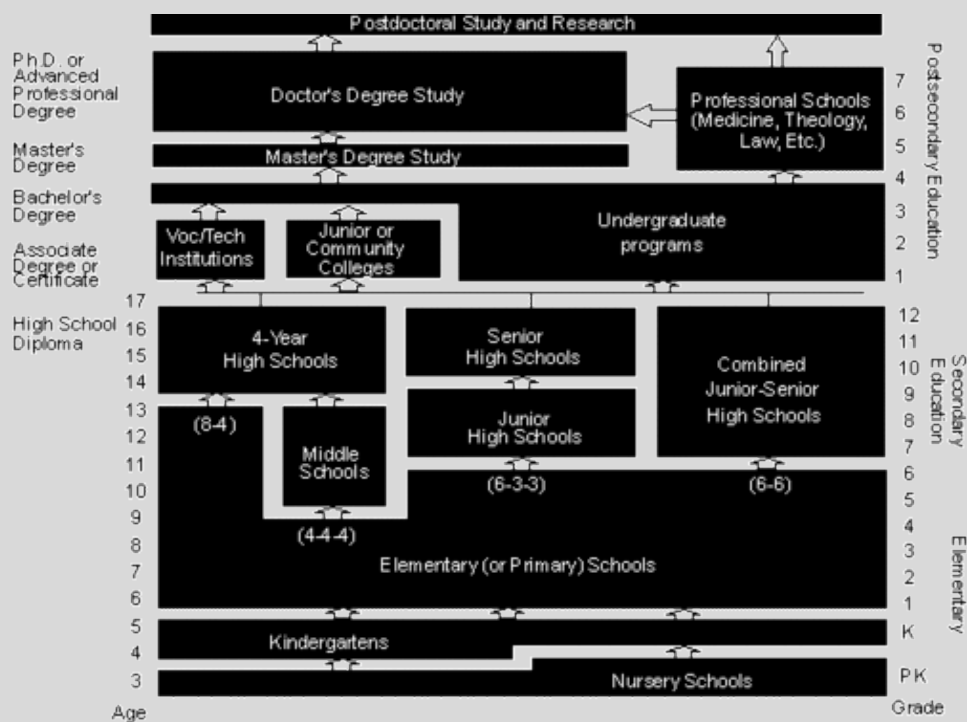 Postdoctoral Study and Research
Ph.D. or
Advanced
Professional
Degree
Doctor's Degree Study
Professional Schools
(Medicine, Theology,
Law, Etc.)
7
6
5
Master's
Degree
Master's Degree Study
4
Postsecondary Education
Bachelor's
Degree
Undergraduate
programs
3
2
1
Voc/Tech
Institutions
Junior or
Community
Colleges
Associate
Degree or
Certificate
High School
Diploma
17
16
15
14
13
12
11
10
9
8
7
6
5
4
3
Age
4-Year
High Schools
Senior
High Schools
Combined
Junior-Senior
High Schools
Junior
High Schools
(8-4)
Middle
Schools
(6-3-3)
(6-6)
(4-4-4)
Elementary (or Primary) Schools
Kindergartens
Nursery Schools
12
11
10
9
8
7
6
5
4
3
2
1
K
PK
Grade
Secondary
Education
Elementary